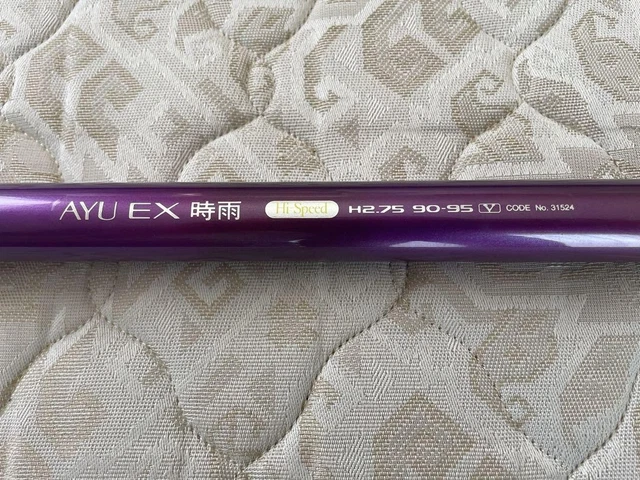 AYU EX 時雨 Hi-Speed H2.75 90-95 V CODE No. 31524